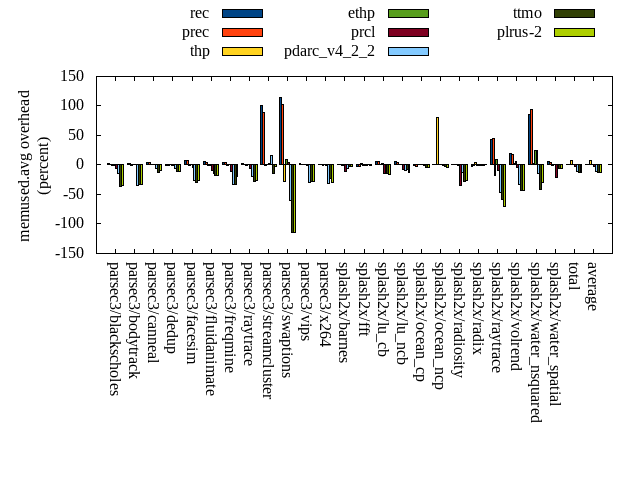 rec
prec
thp
ethp
prcl
pdarc_v4_2_2
ttmo
plrus-2
memused.avg overhead
(percent)
150
100
50
0
-50
-100
-150
parsec3/blackscholes
parsec3/bodytrack
parsec3/canneal
parsec3/dedup
parsec3/facesim
parsec3/fluidanimate
parsec3/freqmine
parsec3/raytrace
parsec3/streamcluster
parsec3/swaptions
parsec3/vips
parsec3/x264
splash2x/barnes
splash2x/fft
splash2x/lu_cb
splash2x/lu_ncb
splash2x/ocean_cp
splash2x/ocean_ncp
splash2x/radiosity
splash2x/radix
splash2x/raytrace
splash2x/volrend
splash2x/water_nsquared
splash2x/water_spatial
total
average